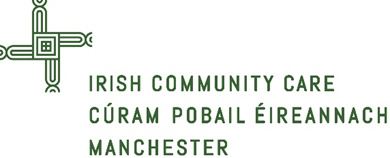 IRISH COMMUNITY CARE
CÚRAM POBAIL ÉIREANNACH
MANCHESTER